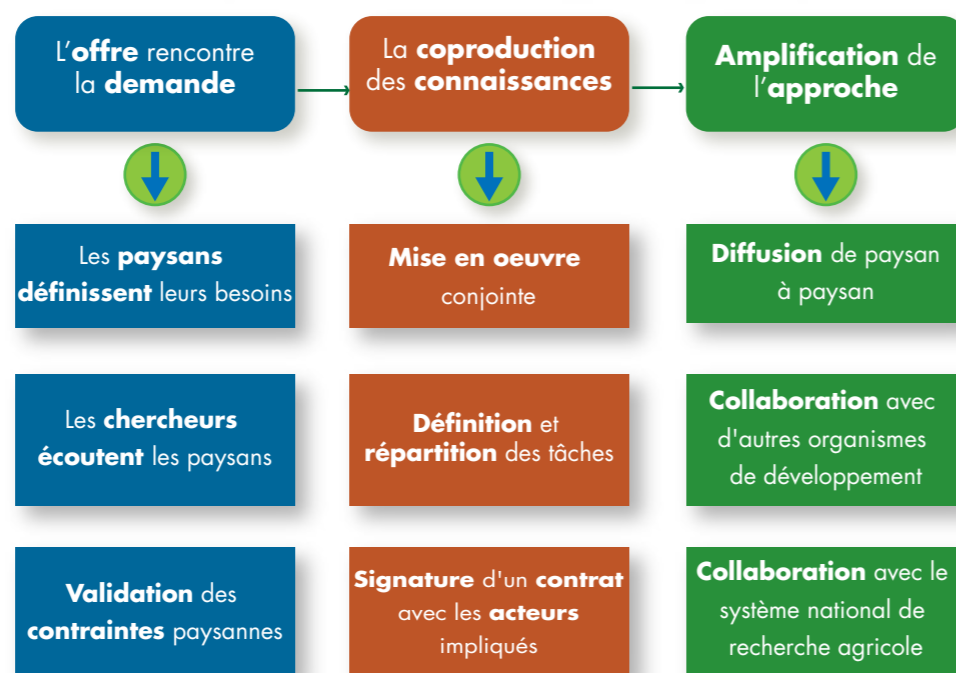 L'offre rencontre
la demande
La coproduction
des connaissances
Amplification de
l'approche
Les paysans
définissent leurs besoins
Mise en oeuvre
conjointe
Diffusion de paysan
à paysan
Les chercheurs
écoutent les paysans
Définition et
répartition des tâches
Collaboration avec
d'autres organismes
de développement
Validation des
contraintes paysannes
Signature d'un contrat
avec les acteurs
impliqués
Collaboration avec le
système national de
recherche agricole